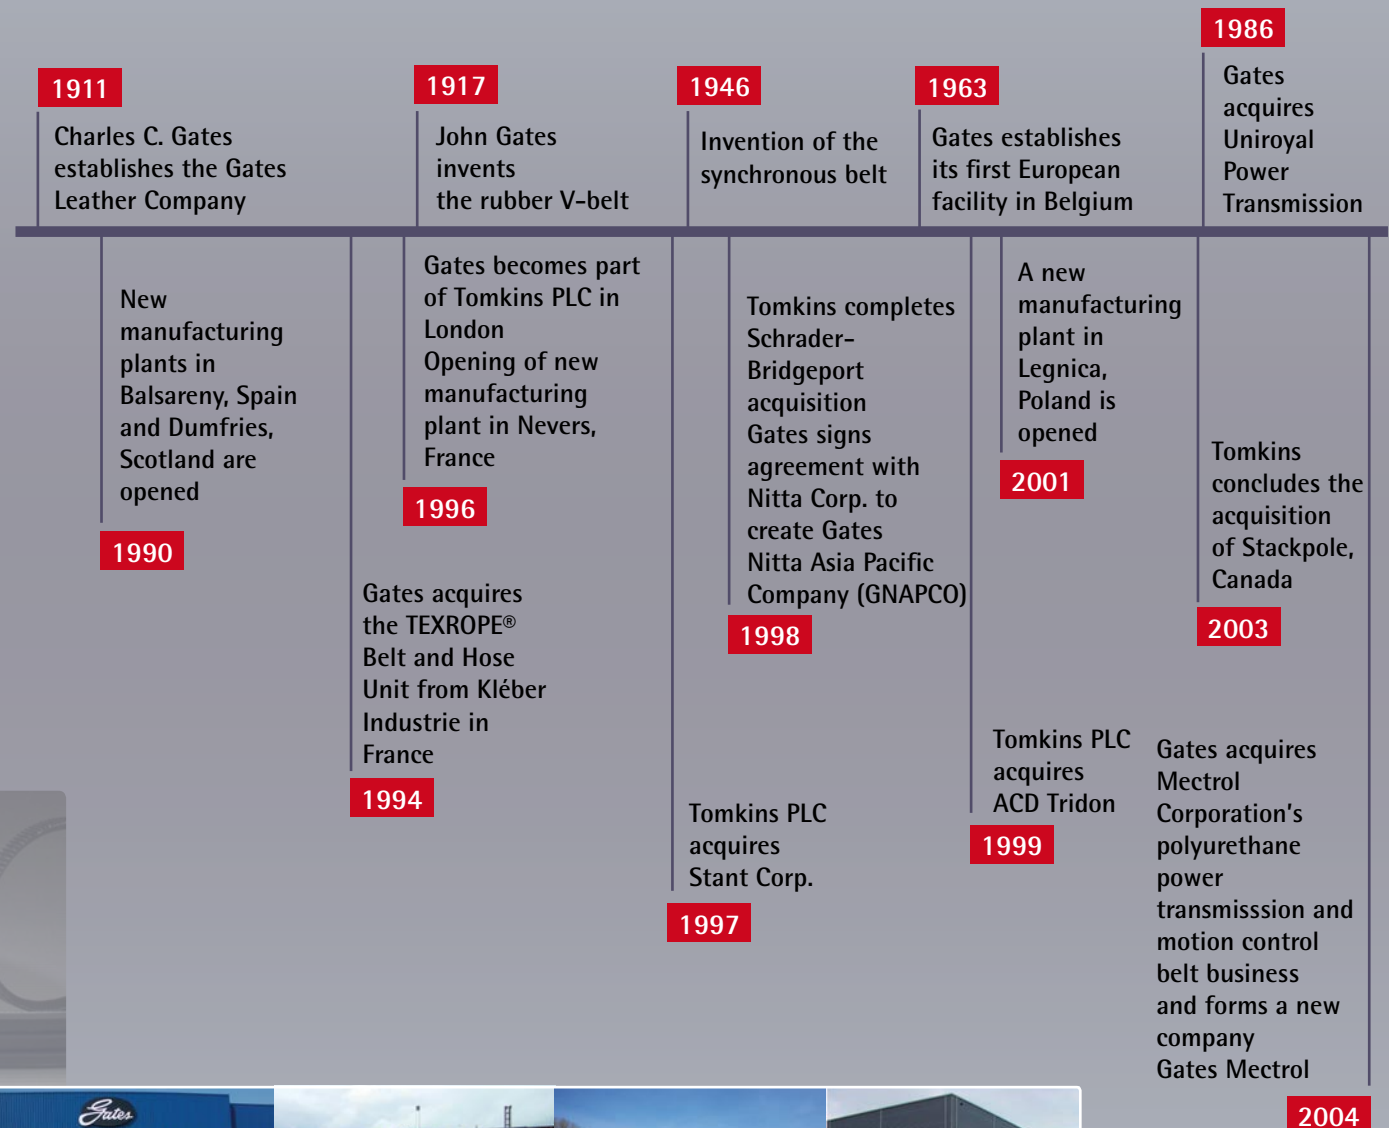 1911
Charles C. Gates
establishes the Gates
Leather Company
1917
John Gates
invents
the rubber V-belt
1946
Invention of the
synchronous belt
1963
Gates establishes
its first European
facility in Belgium
1986
Gates
acquires
Uniroyal
Power
Transmission
New
manufacturing
plants in
Balsareny, Spain
and Dumfries,
Scotland are
opened
1990
Gates acquires
the TEXROPE®
Belt and Hose
Unit from Kléber
Industrie in
France
1994
Gates becomes part
of Tomkins PLC in
London
Opening of new
manufacturing
plant in Nevers,
France
1996
Tomkins PLC
acquires
Stant Corp.
1997
Tomkins completes
Schrader-
Bridgeport
acquisition
Gates signs
agreement with
Nitta Corp. to
create Gates
Nitta Asia Pacific
Company (GNAPCO)
1998
Tomkins PLC
acquires
ACD Tridon
1999
A new
manufacturing
plant in
Legnica,
Poland is
opened
2001
Tomkins
concludes the
acquisition
of Stackpole,
Canada
2003
Gates acquires
Mectrol
Corporation's
polyurethane
power
transmisssion and
motion control
belt business
and forms a new
company
Gates Mectrol
2004
Gates